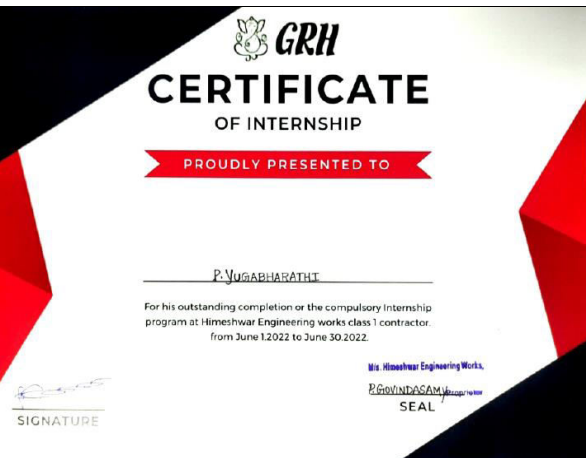 GRH
CERTIFICATE
OF INTERNSHIP
PROUDLY PRESENTED TO
P. YUGABHARATHI
For his outstanding completion or the compulsory Internship
program at Himeshwar Engineering works class 1 contractor.
from June 1.2022 to June 30.2022.
M/s. Himeshwar Engineering Works,
P. GOVINDASAMY Proprietor
SEAL
SIGNATURE